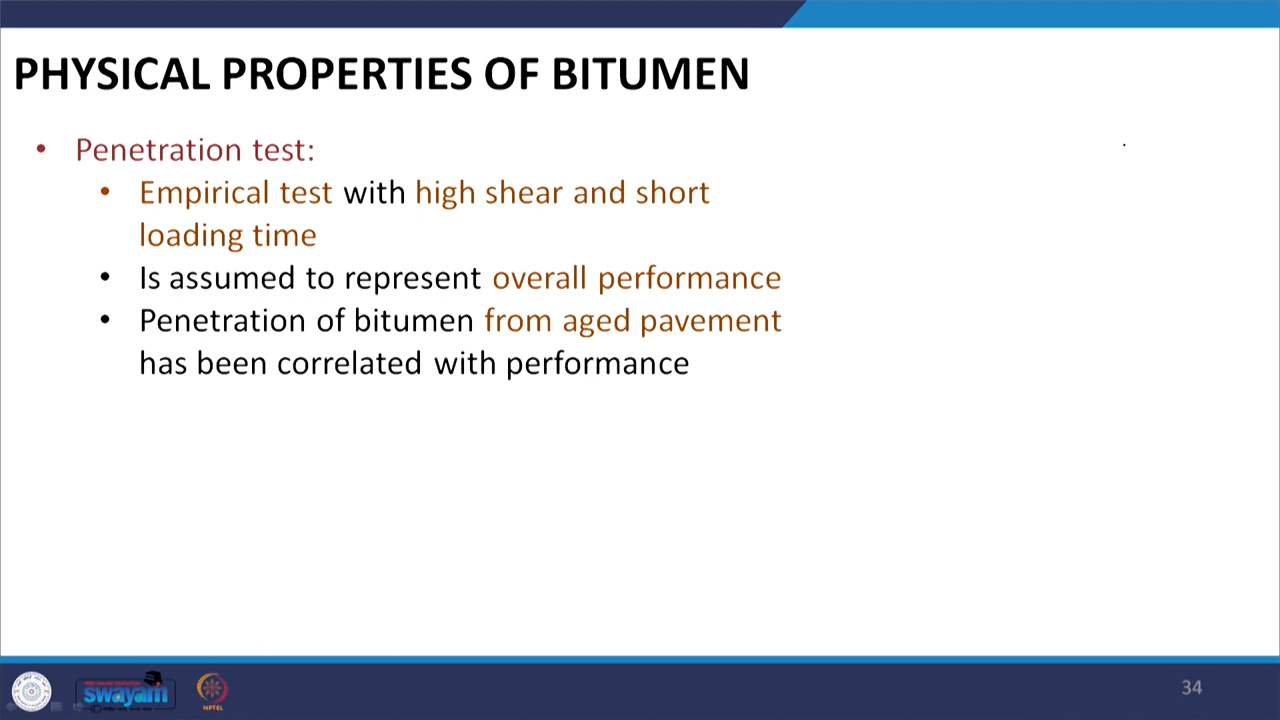 PHYSICAL PROPERTIES OF BITUMEN
• Penetration test:
• Empirical test with high shear and short
loading time
• Is assumed to represent overall performance
• Penetration of bitumen from aged pavement
has been correlated with performance
swayam
NPTEL
34